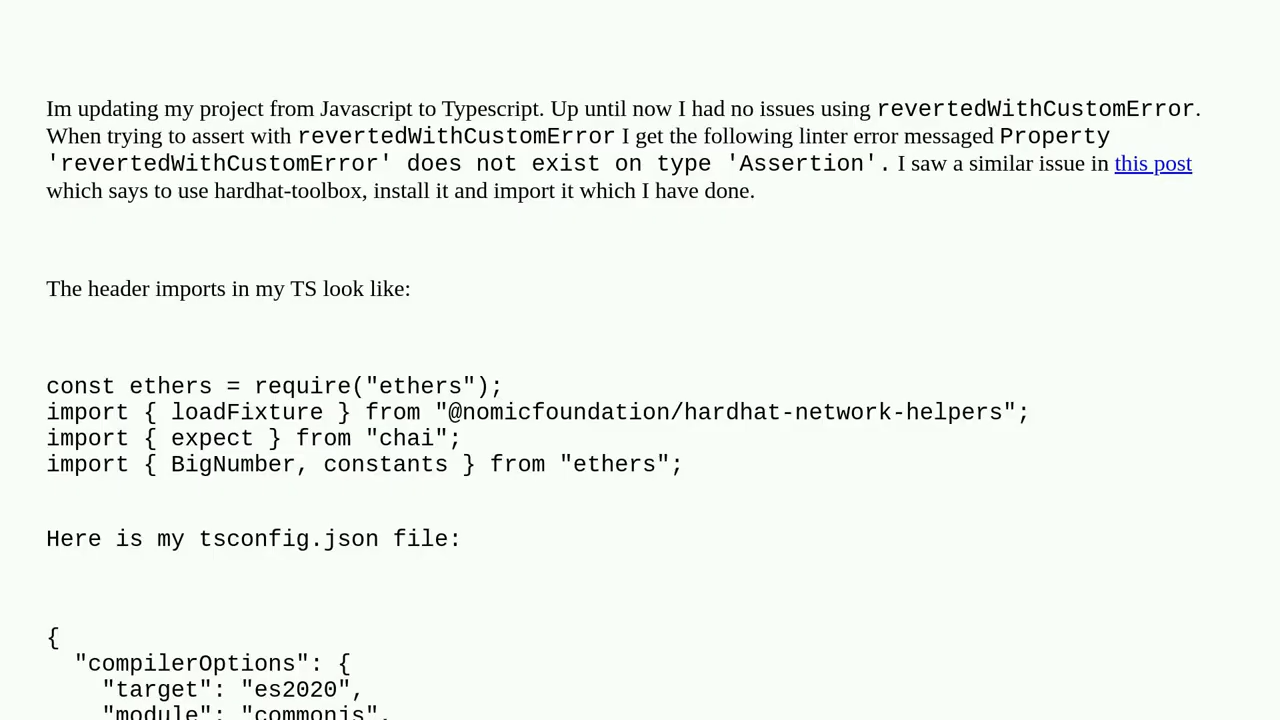 Im updating my project from Javascript to Typescript. Up until now I had no issues using revertedWithCustomError.
When trying to assert with revertedWithCustomError I get the following linter error messaged Property
'revertedWithCustomError' does not exist on type 'Assertion'. I saw a similar issue in this post
which says to use hardhat-toolbox, install it and import it which I have done.
The header imports in my TS look like:
const ethers = require("ethers");
import { loadFixture } from "@nomicfoundation/hardhat-network-helpers";
import { expect } from "chai";
import { BigNumber, constants } from "ethers";
Here is my tsconfig.json file:
{
"compilerOptions": {
"target": "es2020",
"module": "commonjs",